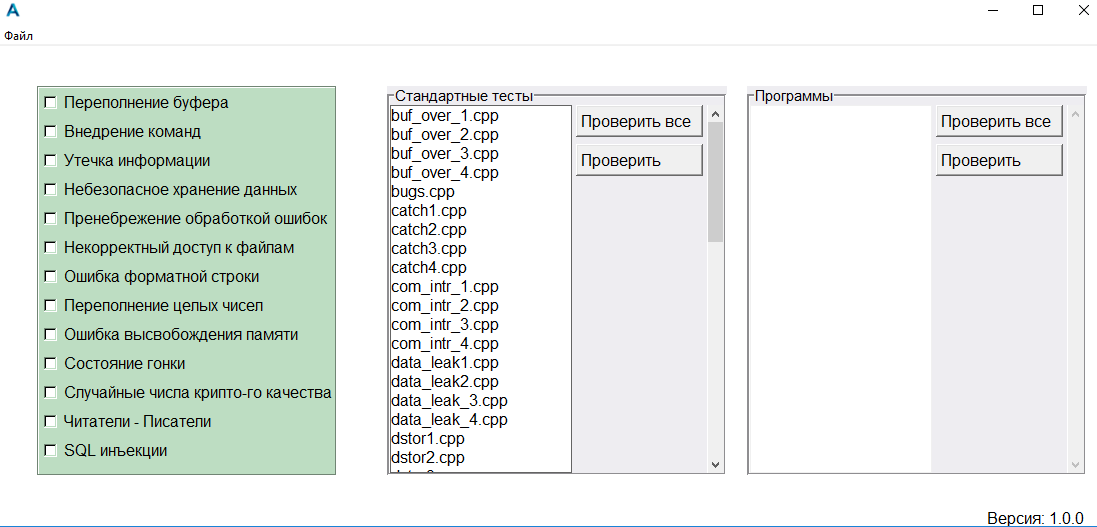 Файл
Переполнение буфера
Внедрение команд
Утечка информации
Небезопасное хранение данных
Пренебрежение обработкой ошибок
Некорректный доступ к файлам
Ошибка форматной строки
Переполнение целых чисел
Ошибка высвобождения памяти
Состояние гонки
Случайные числа крипто-го качества
Читатели - Писатели
SQL инъекции
Стандартные тесты
buf_over_1.cpp
buf_over_2.cpp
buf_over_3.cpp
buf_over_4.cpp
bugs.cpp
catch1.cpp
catch2.cpp
catch3.cpp
catch4.cpp
com_intr_1.cpp
com_intr_2.cpp
com_intr_3.cpp
com_intr_4.cpp
data_leak1.cpp
data_leak2.cpp
data_leak_3.cpp
data_leak_4.cpp
dstor1.cpp
dstor2.cpp
Проверить все
Проверить
Программы
Проверить все
Проверить
Версия: 1.0.0